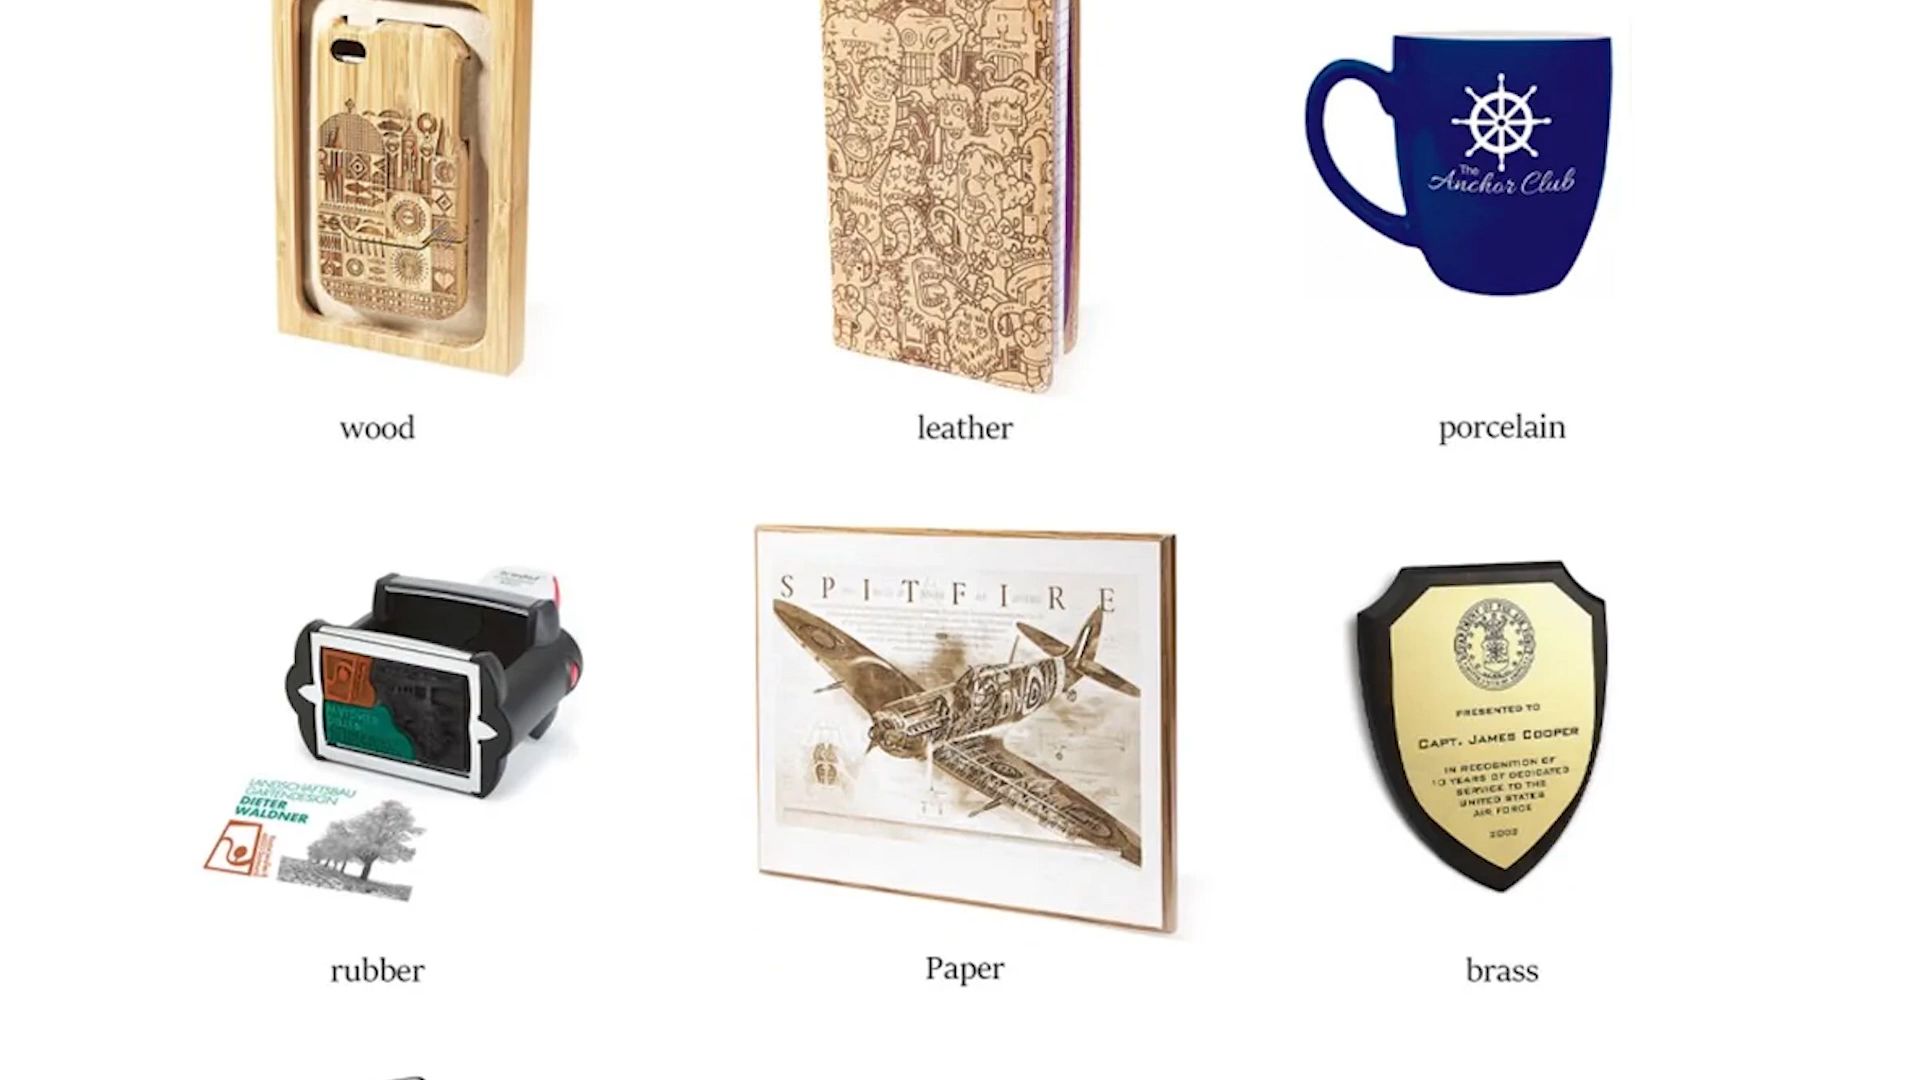 The
Anchor Club
wood
leather
porcelain
SPITFIRE
LANDSCHAFTSBAU
GARTENDESIGN
DIETER
WALDNER
PRESENTED TO
CAPT. JAMES COOPER
IN RECOGNITION OF
10 YEARS OF DEDICATED
SERVICE TO THE
UNITED STATES
AIR FORCE
2002
rubber
Paper
brass